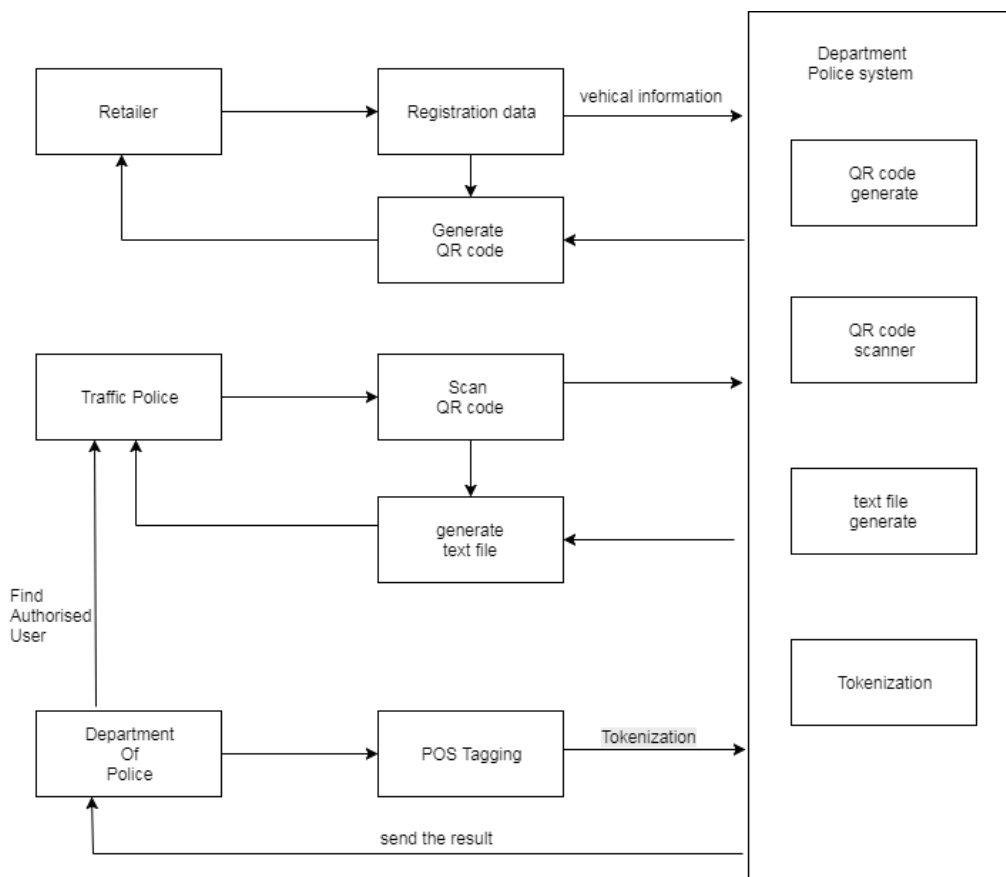 Department
Police system
Retailer
Registration data
vehical information
QR code
generate
Generate
QR code
QR code
scanner
Traffic Police
Scan
QR code
text file
generate
generate
text file
Find
Authorised
User
Tokenization
Department
Of
Police
POS Tagging
Tokenization
send the result